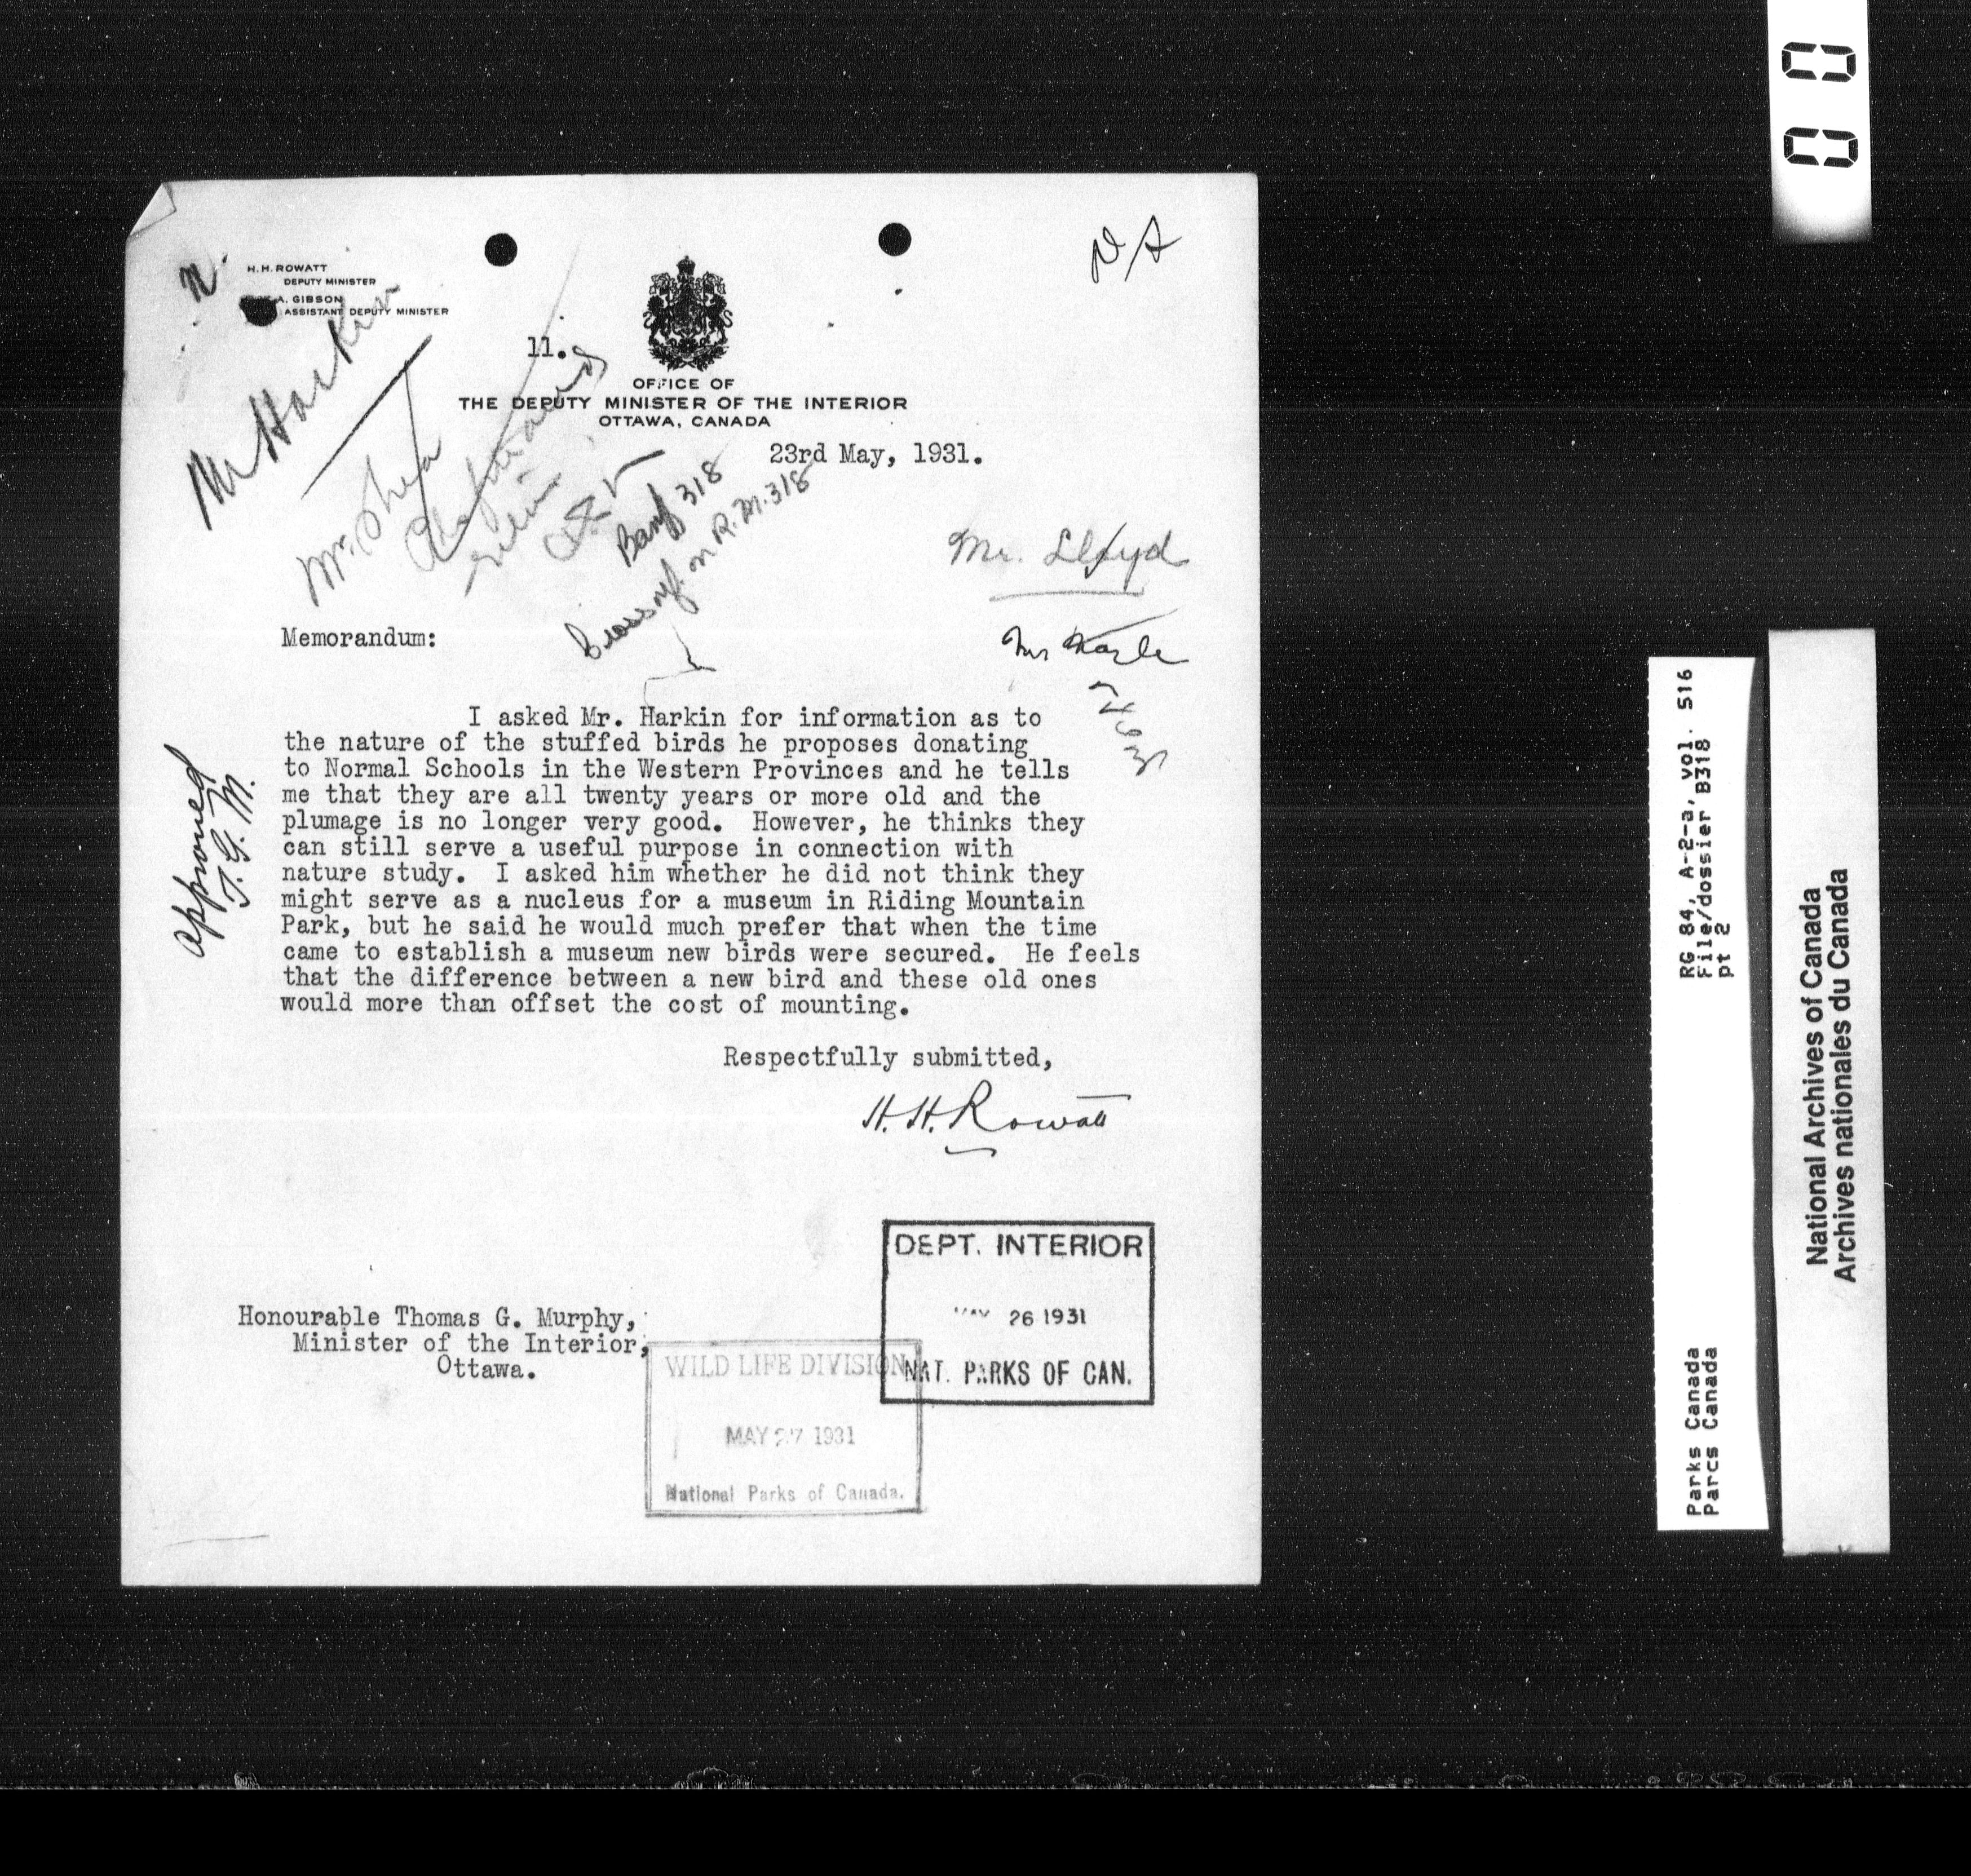 H.H. ROWATT
DEPUTY MINISTER
A. GIBSON
ASSISTANT DEPUTY MINISTER
11.
OFFICE OF
THE DEPUTY MINISTER OF THE INTERIOR
OTTAWA, CANADA
23rd May, 1931.
Mr Harkin
Mr. Shea
Banff 318
R.M. 318
Mr. Lloyd
Memorandum:
I asked Mr. Harkin for information as to
the nature of the stuffed birds he proposes donating
to Normal Schools in the Western Provinces and he tells
me that they are all twenty years or more old and the
plumage is no longer very good. However, he thinks they
can still serve a useful purpose in connection with
nature study. I asked him whether he did not think they
might serve as a nucleus for a museum in Riding Mountain
Park, but he said he would much prefer that when the time
came to establish a museum new birds were secured. He feels
that the difference between a new bird and these old ones
would more than offset the cost of mounting.
approved
T. G. M.
Respectfully submitted,
H. H. Rowatt
Honourable Thomas G. Murphy,
Minister of the Interior,
Ottawa.
DEPT. INTERIOR
MAY 26 1931
NAT. PARKS OF CAN.
WILD LIFE DIVISION
MAY 27 1931
National Parks of Canada.
RG 84, A-2-a, vol. 516
File/dossier B318
pt 2
Parks Canada
Parcs Canada
National Archives of Canada
Archives nationales du Canada
00